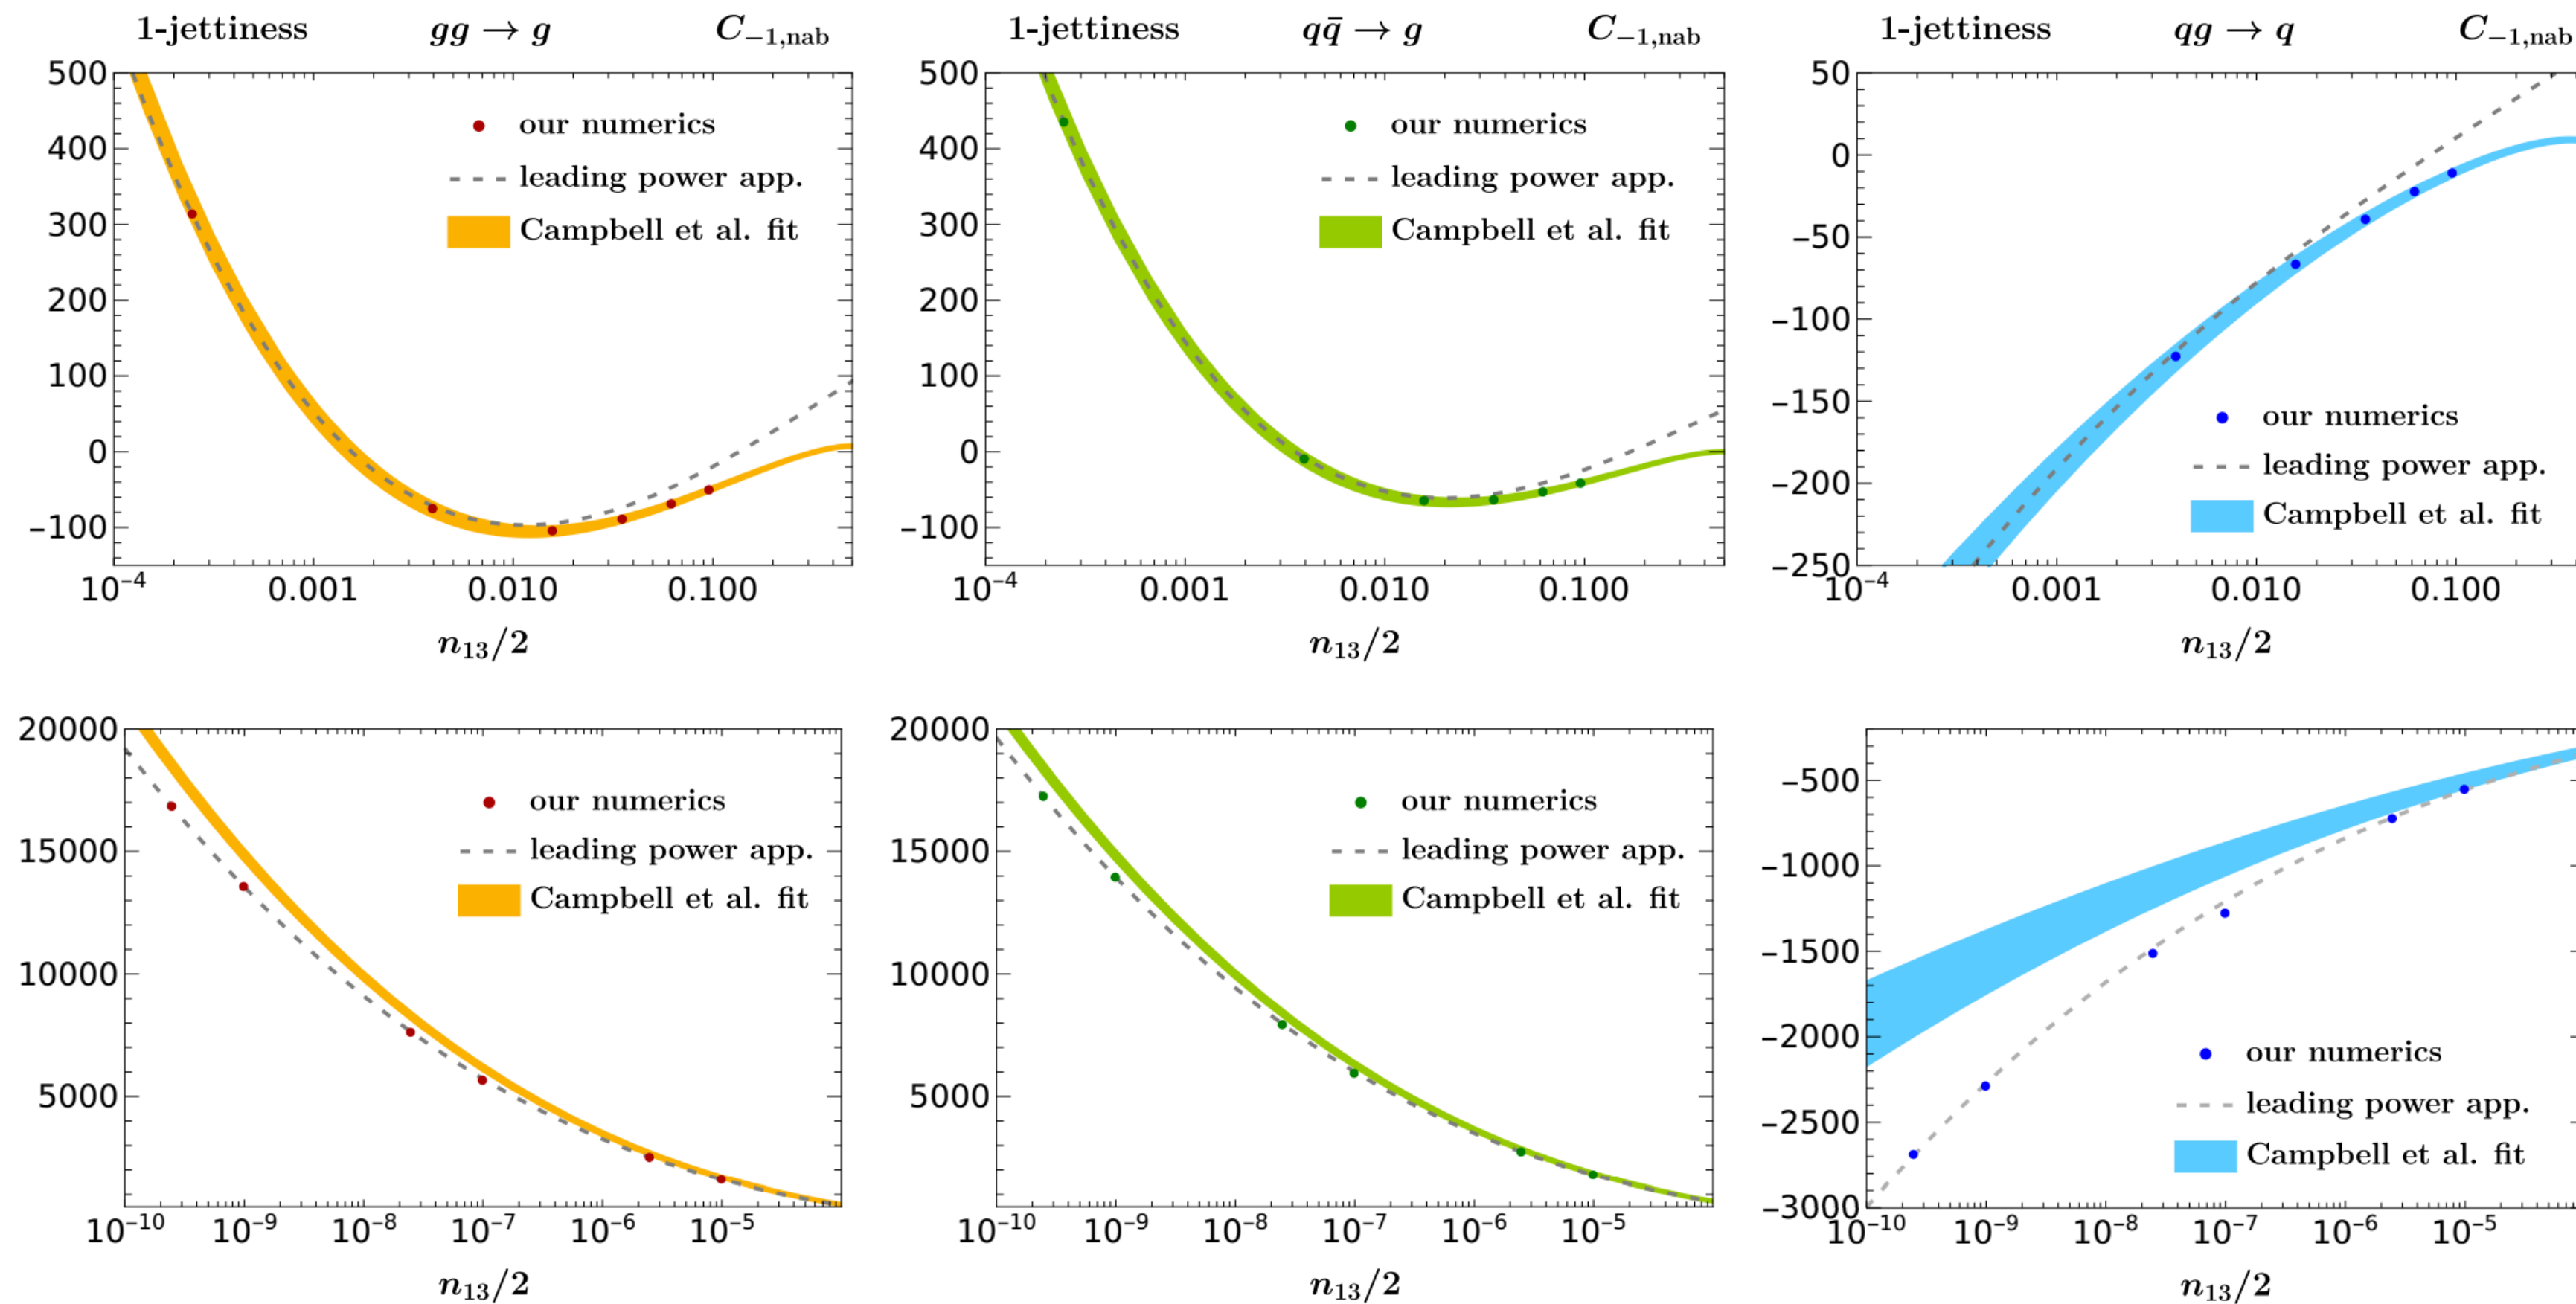 1-jettiness gg → g C₋₁,nab
500
400
300
200
100
0
−100
our numerics
leading power app.
Campbell et al. fit
10⁻⁴ 0.001 0.010 0.100
n₁₃/2
1-jettiness qq̄ → g C₋₁,nab
500
400
300
200
100
0
−100
our numerics
leading power app.
Campbell et al. fit
10⁻⁴ 0.001 0.010 0.100
n₁₃/2
1-jettiness qg → q C₋₁,nab
50
0
−50
−100
−150
−200
−250
our numerics
leading power app.
Campbell et al. fit
10⁻⁴ 0.001 0.010 0.100
n₁₃/2
20000
15000
10000
5000
our numerics
leading power app.
Campbell et al. fit
10⁻¹⁰ 10⁻⁹ 10⁻⁸ 10⁻⁷ 10⁻⁶ 10⁻⁵
n₁₃/2
20000
15000
10000
5000
our numerics
leading power app.
Campbell et al. fit
10⁻¹⁰ 10⁻⁹ 10⁻⁸ 10⁻⁷ 10⁻⁶ 10⁻⁵
n₁₃/2
−500
−1000
−1500
−2000
−2500
−3000
our numerics
leading power app.
Campbell et al. fit
10⁻¹⁰ 10⁻⁹ 10⁻⁸ 10⁻⁷ 10⁻⁶ 10⁻⁵
n₁₃/2